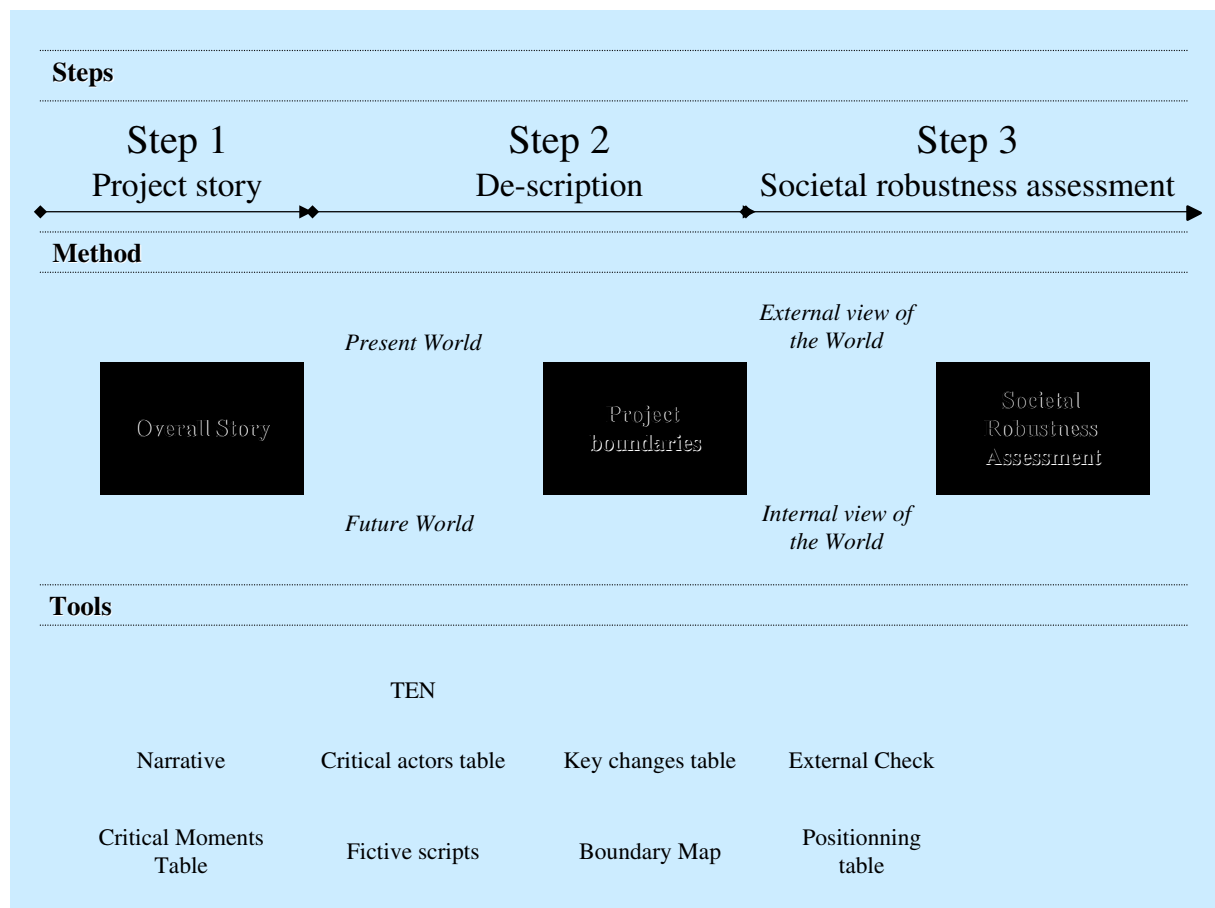 Steps
Step 1
Project story
Step 2
De-scription
Step 3
Societal robustness assessment
Method
Present World
External view of
the World
Overall Story
Project
boundaries
Societal
Robustness
Assessment
Future World
Internal view of
the World
Tools
TEN
Narrative
Critical actors table
Key changes table
External Check
Critical Moments
Table
Fictive scripts
Boundary Map
Positionning
table